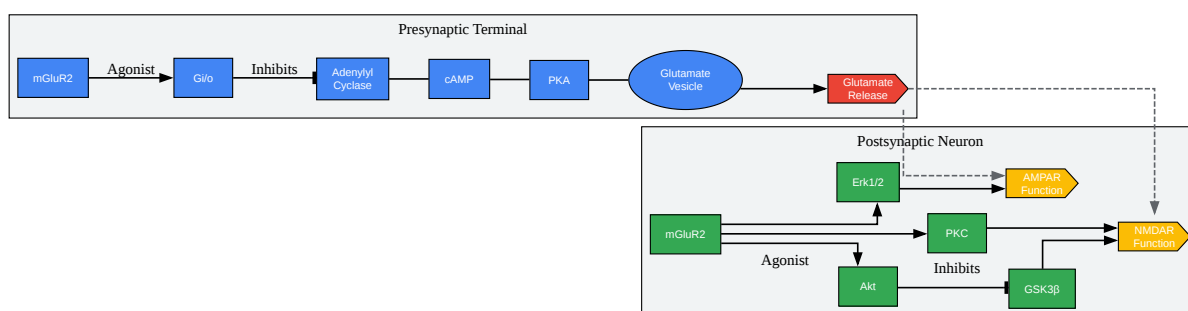 Presynaptic Terminal
mGluR2
Agonist
Gi/o
Inhibits
Adenylyl
Cyclase
cAMP
PKA
Glutamate
Vesicle
Glutamate
Release
Postsynaptic Neuron
Erk1/2
AMPAR
Function
mGluR2
PKC
NMDAR
Function
Agonist
Inhibits
Akt
GSK3β